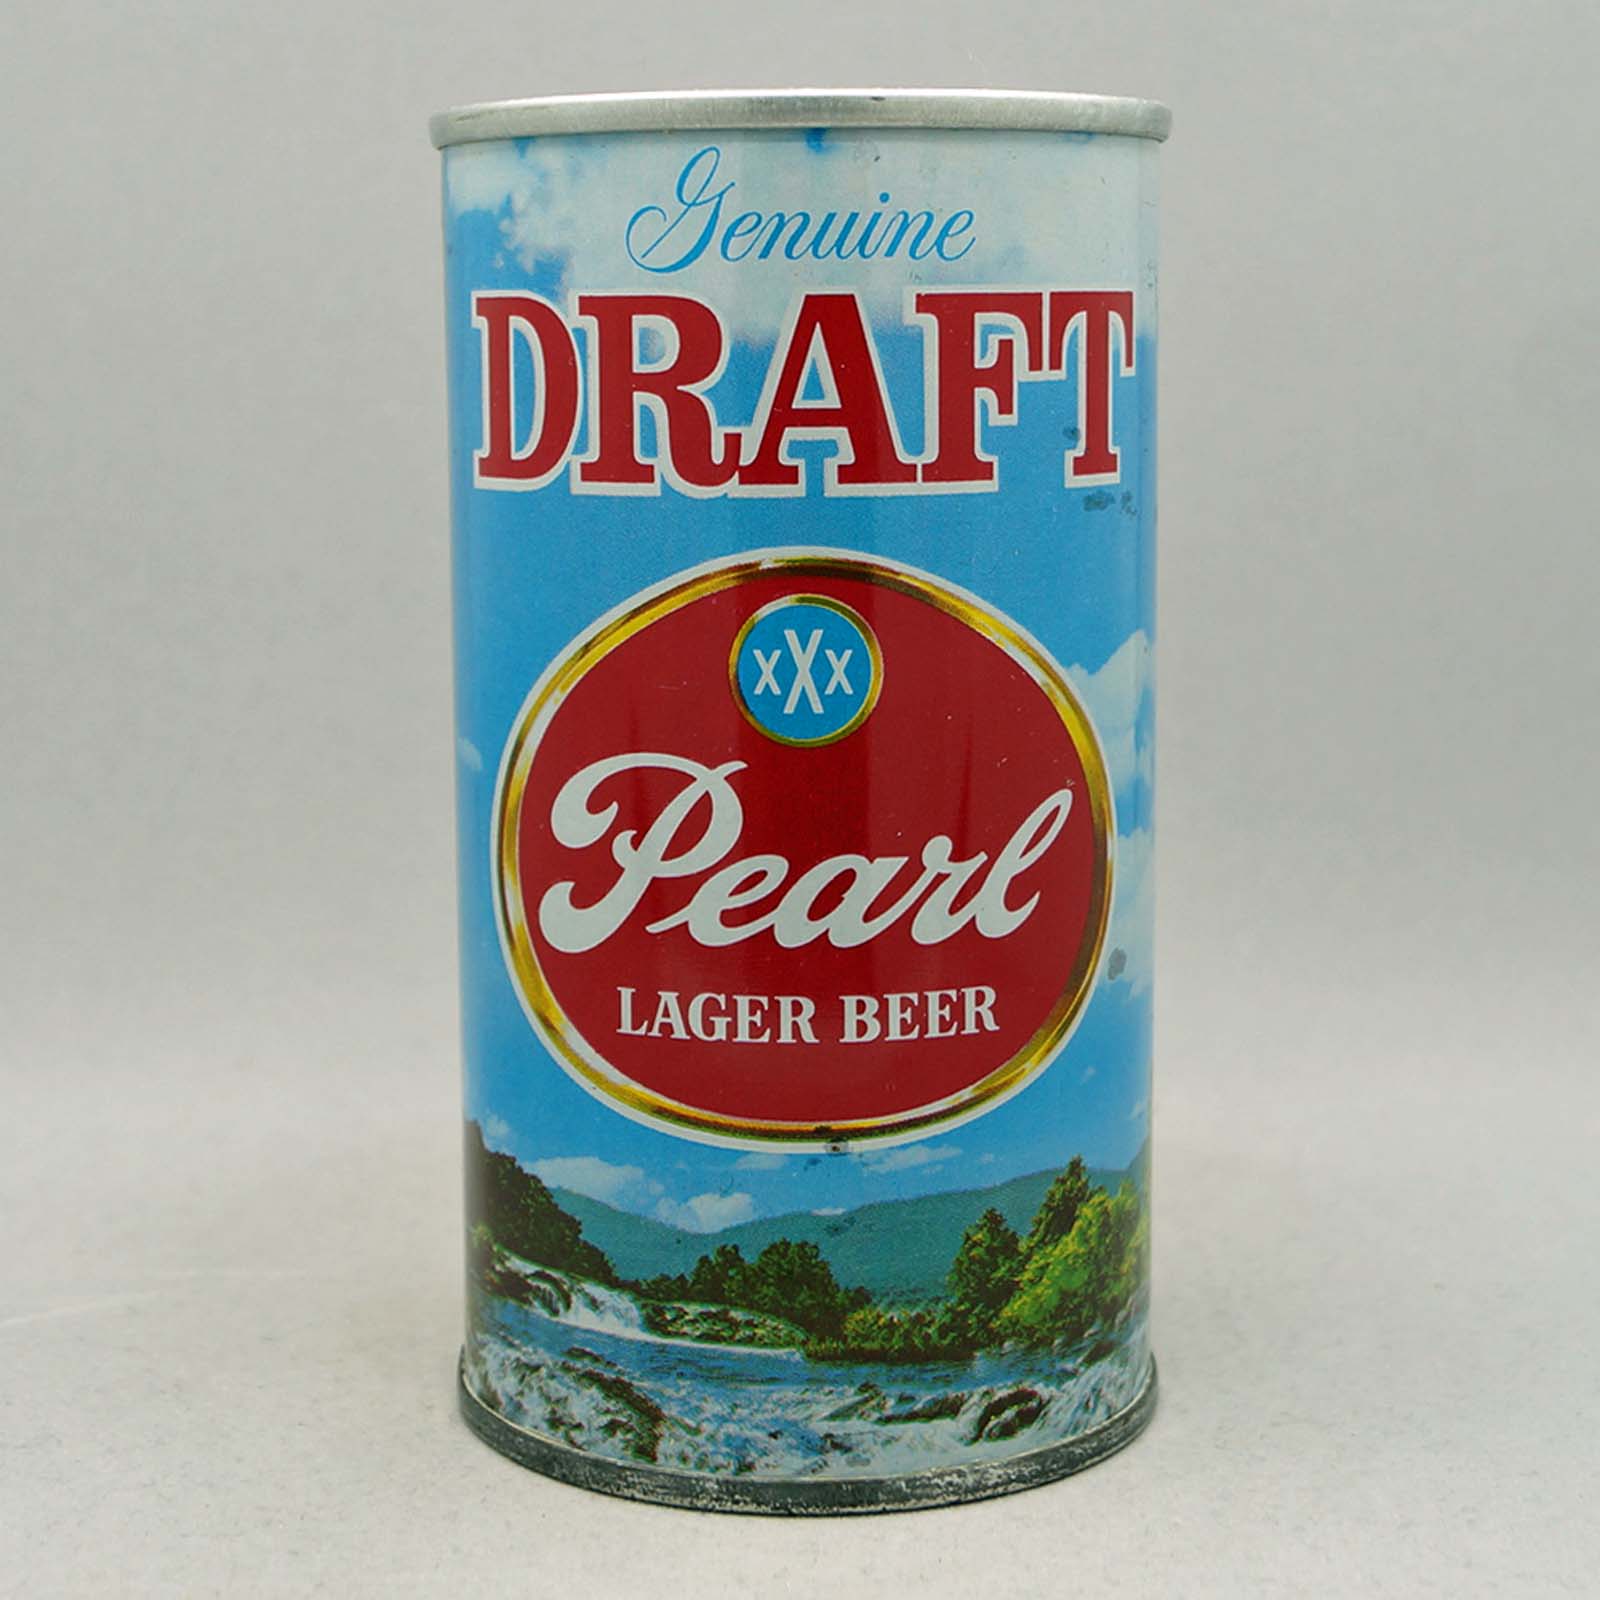 Genuine
DRAFT
XXX
Pearl
LAGER BEER